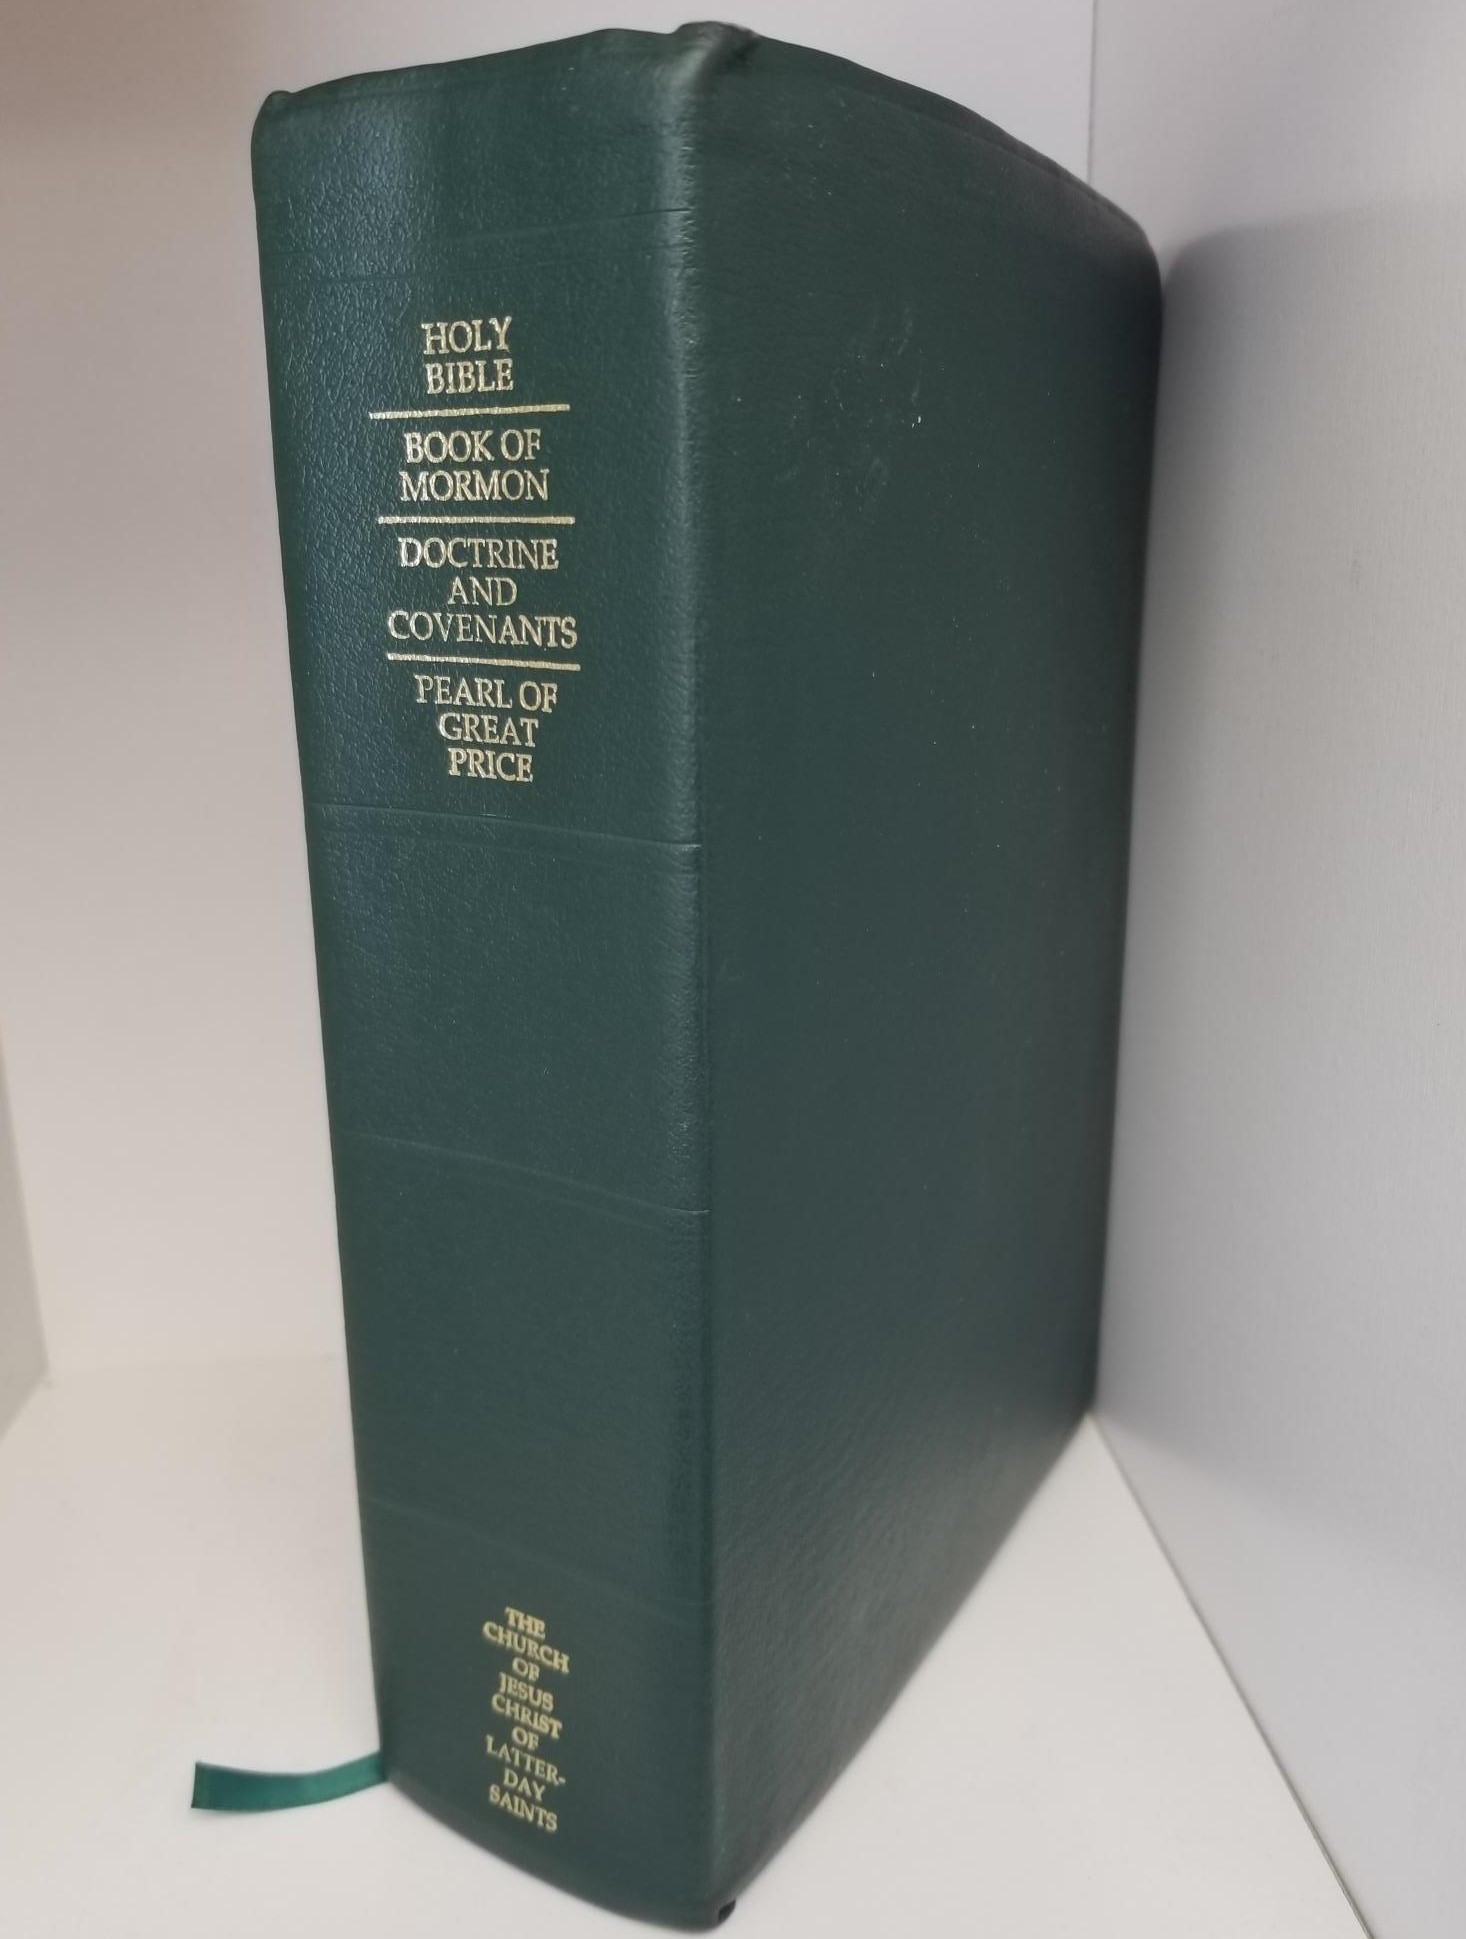 HOLY
BIBLE
BOOK OF
MORMON
DOCTRINE
AND
COVENANTS
PEARL OF
GREAT
PRICE
THE
CHURCH
OF
JESUS
CHRIST
OF
LATTER-
DAY
SAINTS